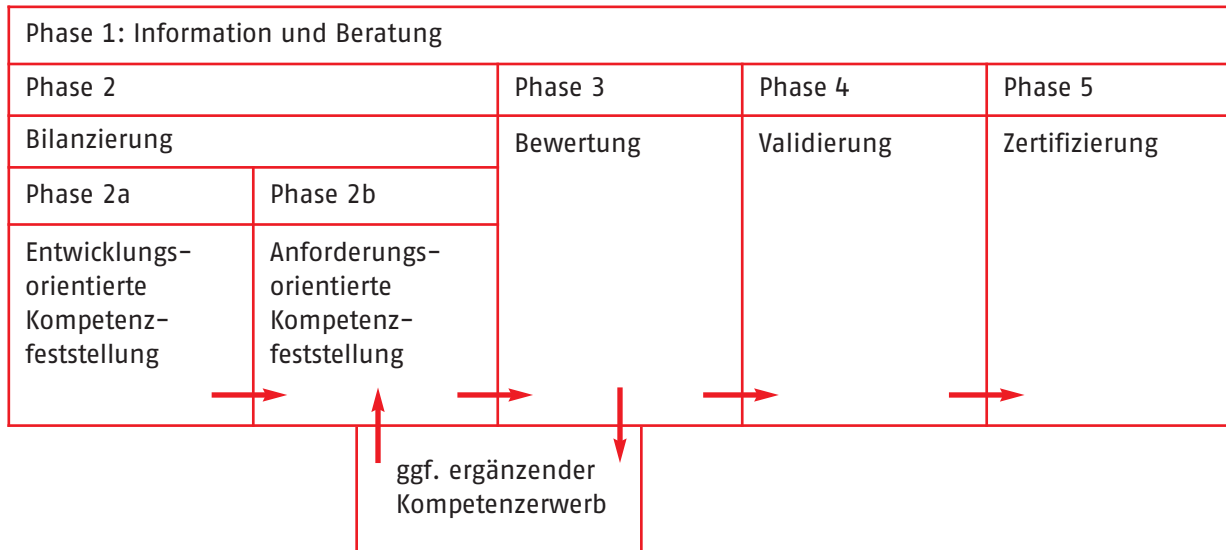 Phase 1: Information und Beratung
Phase 2
Phase 3
Phase 4
Phase 5
Bilanzierung
Bewertung
Validierung
Zertifizierung
Phase 2a
Phase 2b
Entwicklungs-
orientierte
Kompetenz-
feststellung
Anforderungs-
orientierte
Kompetenz-
feststellung
ggf. ergänzender
Kompetenzerwerb